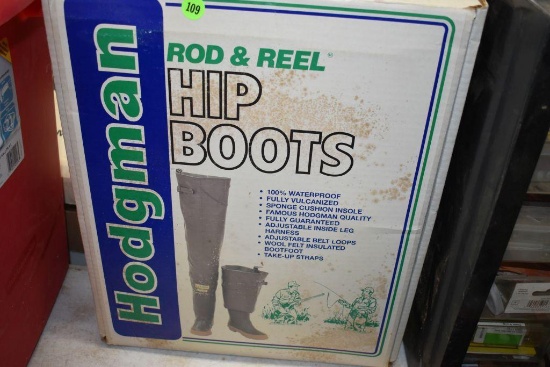 109
Hodgman
ROD & REEL
HIP
BOOTS
• 100% WATERPROOF
• FULLY VULCANIZED
• SPONGE CUSHION INSOLE
• FAMOUS HODGMAN QUALITY
• FULLY GUARANTEED
• ADJUSTABLE INSIDE LEG
HARNESS
• ADJUSTABLE BELT LOOPS
• WOOL FELT INSULATED
BOOTFOOT
• TAKE-UP STRAPS